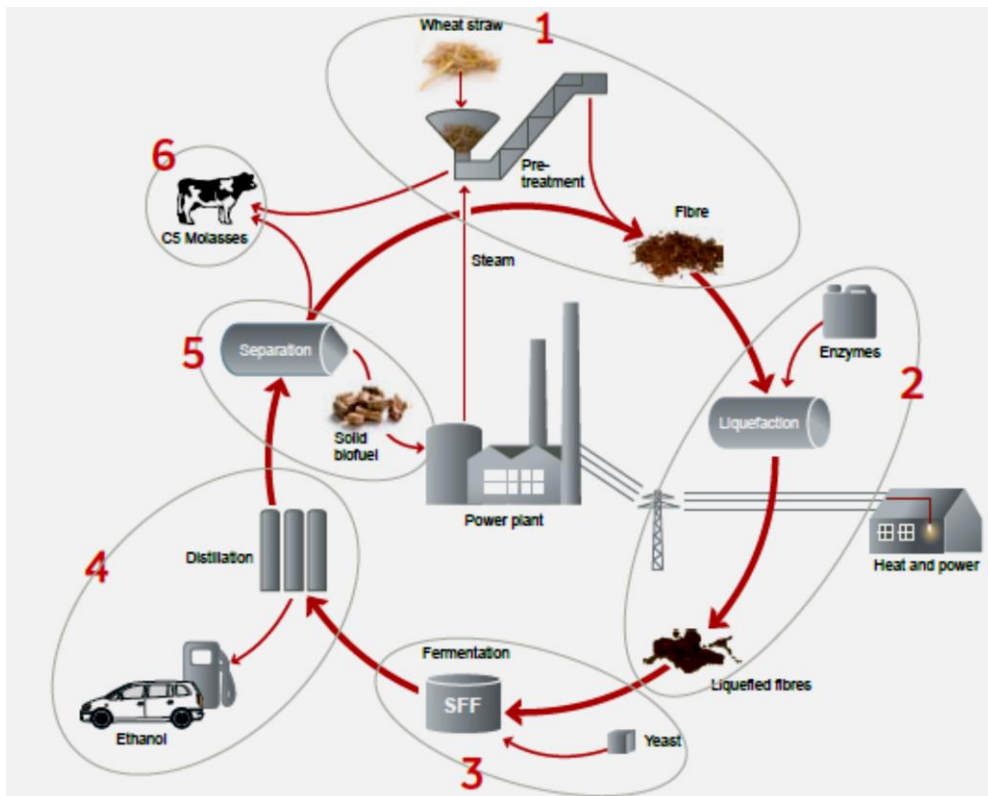 Wheat straw
1
6
Pre-
treatment
C5 Molasses
Fibre
Steam
Enzymes
5
Separation
2
Liquefaction
Solid
biofuel
Power plant
4
Distillation
Heat and power
Fermentation
SFF
Liquefied fibres
Yeast
Ethanol
3